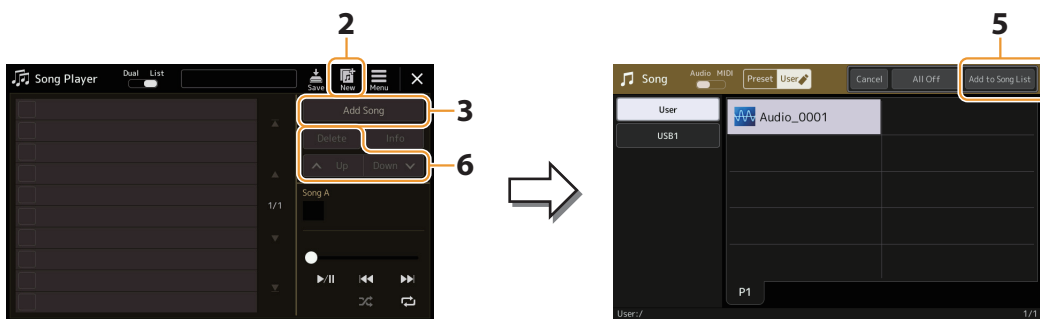 2
5
Song Player Dual List Save New Menu
Add Song
3
Delete Info
Up Down
6
Song A
1/1
Song Audio MIDI Preset User Cancel All Off Add to Song List
User
Audio_0001
USB1
P1
User:/ 1/1